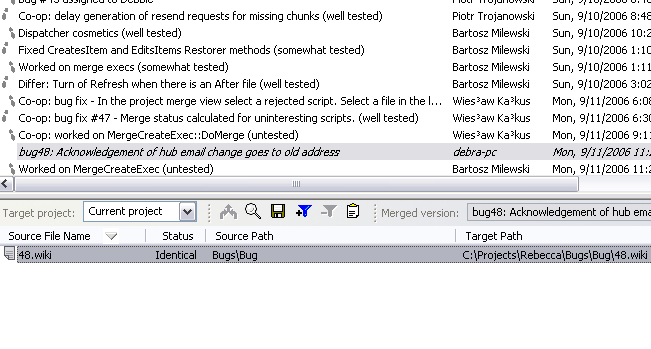 Bug # 43 assigned to Debbie Piotr Trojanowski Sun, 9/10/2006
Co-op: delay generation of resend requests for missing chunks (well tested) Piotr Trojanowski Sun, 9/10/2006 8:48
Dispatcher cosmetics (well tested) Bartosz Milewski Sun, 9/10/2006 10:2
Fixed CreatesItem and EditsItems Restorer methods (somewhat tested) Bartosz Milewski Sun, 9/10/2006 1:10
Worked on merge execs (somewhat tested) Bartosz Milewski Sun, 9/10/2006 1:11
Differ: Turn of Refresh when there is an After file (well tested) Bartosz Milewski Sun, 9/10/2006 3:02
Co-op: bug fix - In the project merge view select a rejected script. Select a file in the l... Wies³aw Ka³kus Mon, 9/11/2006 6:08
Co-op: bug fix #47 - Merge status calculated for uninteresting scripts. (well tested) Wies³aw Ka³kus Mon, 9/11/2006 6:30
Co-op: worked on MergeCreateExec::DoMerge (untested) Wies³aw Ka³kus Mon, 9/11/2006 9:1
bug48: Acknowledgement of hub email change goes to old address debra-pc Mon, 9/11/2006 11:
Worked on MergeCreateExec (untested) Bartosz Milewski Mon, 9/11/2006 11:2
Target project: Current project Merged version: bug48: Acknowledgement of hub ema
Source File Name Status Source Path Target Path
48.wiki Identical Bugs\Bug C:\Projects\Rebecca\Bugs\Bug\48.wiki